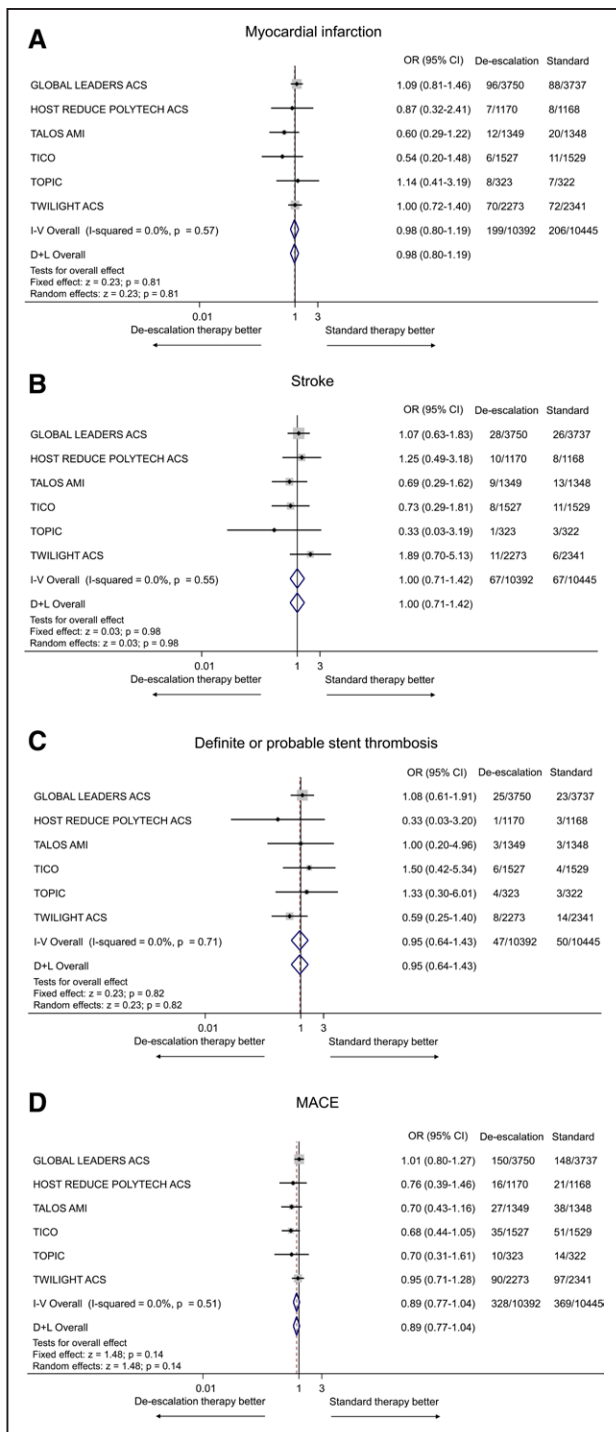 A
Myocardial infarction
OR (95% CI) De-escalation Standard
GLOBAL LEADERS ACS 1.09 (0.81-1.46) 96/3750 88/3737
HOST REDUCE POLYTECH ACS 0.87 (0.32-2.41) 7/1170 8/1168
TALOS AMI 0.60 (0.29-1.22) 12/1349 20/1348
TICO 0.54 (0.20-1.48) 6/1527 11/1529
TOPIC 1.14 (0.41-3.19) 8/323 7/322
TWILIGHT ACS 1.00 (0.72-1.40) 70/2273 72/2341
I-V Overall (I-squared = 0.0%, p = 0.57) 0.98 (0.80-1.19) 199/10392 206/10445
D+L Overall 0.98 (0.80-1.19)
Tests for overall effect
Fixed effect: z = 0.23; p = 0.81
Random effects: z = 0.23; p = 0.81
0.01 1 3
De-escalation therapy better Standard therapy better
B
Stroke
OR (95% CI) De-escalation Standard
GLOBAL LEADERS ACS 1.07 (0.63-1.83) 28/3750 26/3737
HOST REDUCE POLYTECH ACS 1.25 (0.49-3.18) 10/1170 8/1168
TALOS AMI 0.69 (0.29-1.62) 9/1349 13/1348
TICO 0.73 (0.29-1.81) 8/1527 11/1529
TOPIC 0.33 (0.03-3.19) 1/323 3/322
TWILIGHT ACS 1.89 (0.70-5.13) 11/2273 6/2341
I-V Overall (I-squared = 0.0%, p = 0.55) 1.00 (0.71-1.42) 67/10392 67/10445
D+L Overall 1.00 (0.71-1.42)
Tests for overall effect
Fixed effect: z = 0.03; p = 0.98
Random effects: z = 0.03; p = 0.98
0.01 1 3
De-escalation therapy better Standard therapy better
C
Definite or probable stent thrombosis
OR (95% CI) De-escalation Standard
GLOBAL LEADERS ACS 1.08 (0.61-1.91) 25/3750 23/3737
HOST REDUCE POLYTECH ACS 0.33 (0.03-3.20) 1/1170 3/1168
TALOS AMI 1.00 (0.20-4.96) 3/1349 3/1348
TICO 1.50 (0.42-5.34) 6/1527 4/1529
TOPIC 1.33 (0.30-6.01) 4/323 3/322
TWILIGHT ACS 0.59 (0.25-1.40) 8/2273 14/2341
I-V Overall (I-squared = 0.0%, p = 0.71) 0.95 (0.64-1.43) 47/10392 50/10445
D+L Overall 0.95 (0.64-1.43)
Tests for overall effect
Fixed effect: z = 0.23; p = 0.82
Random effects: z = 0.23; p = 0.82
0.01 1 3
De-escalation therapy better Standard therapy better
D
MACE
OR (95% CI) De-escalation Standard
GLOBAL LEADERS ACS 1.01 (0.80-1.27) 150/3750 148/3737
HOST REDUCE POLYTECH ACS 0.76 (0.39-1.46) 16/1170 21/1168
TALOS AMI 0.70 (0.43-1.16) 27/1349 38/1348
TICO 0.68 (0.44-1.05) 35/1527 51/1529
TOPIC 0.70 (0.31-1.61) 10/323 14/322
TWILIGHT ACS 0.95 (0.71-1.28) 90/2273 97/2341
I-V Overall (I-squared = 0.0%, p = 0.51) 0.89 (0.77-1.04) 328/10392 369/10445
D+L Overall 0.89 (0.77-1.04)
Tests for overall effect
Fixed effect: z = 1.48; p = 0.14
Random effects: z = 1.48; p = 0.14
0.01 1 3
De-escalation therapy better Standard therapy better